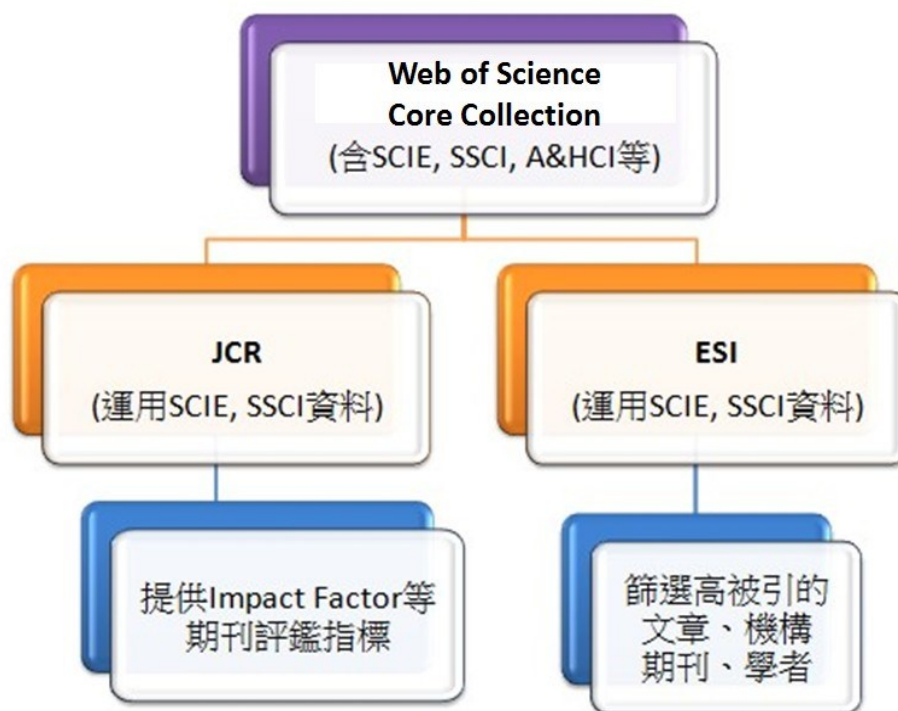 Web of Science
Core Collection
(含SCIE, SSCI, A&HCI等)
JCR
(運用SCIE, SSCI資料)
ESI
(運用SCIE, SSCI資料)
提供Impact Factor等
期刊評鑑指標
篩選高被引的
文章、機構
期刊、學者